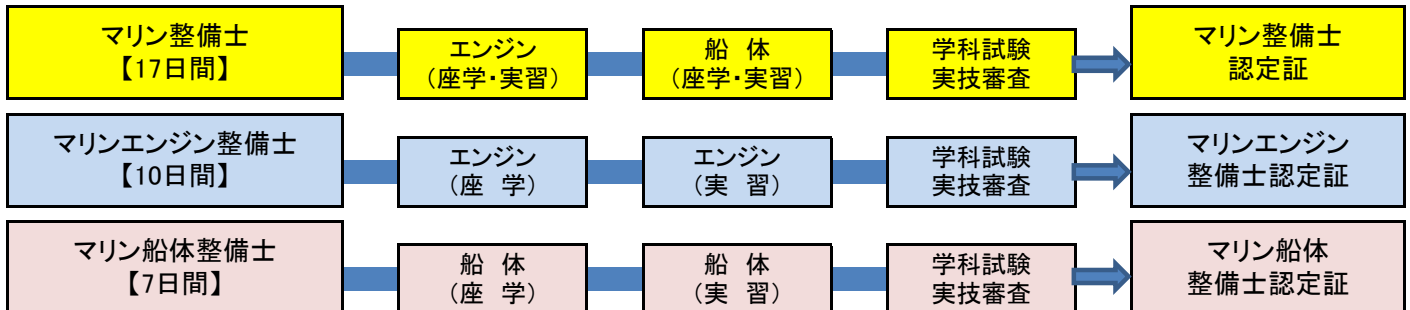 マリン整備士
【17日間】
エンジン
（座学・実習）
船　体
（座学・実習）
学科試験
実技審査
マリン整備士
認定証
マリンエンジン整備士
【10日間】
エンジン
（座　学）
エンジン
（実　習）
学科試験
実技審査
マリンエンジン
整備士認定証
マリン船体整備士
【7日間】
船　体
（座　学）
船　体
（実　習）
学科試験
実技審査
マリン船体
整備士認定証